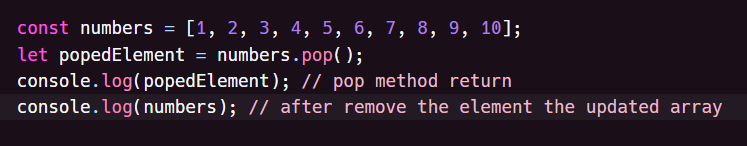 const numbers = [1, 2, 3, 4, 5, 6, 7, 8, 9, 10];
let popedElement = numbers.pop();
console.log(popedElement); // pop method return
console.log(numbers); // after remove the element the updated array